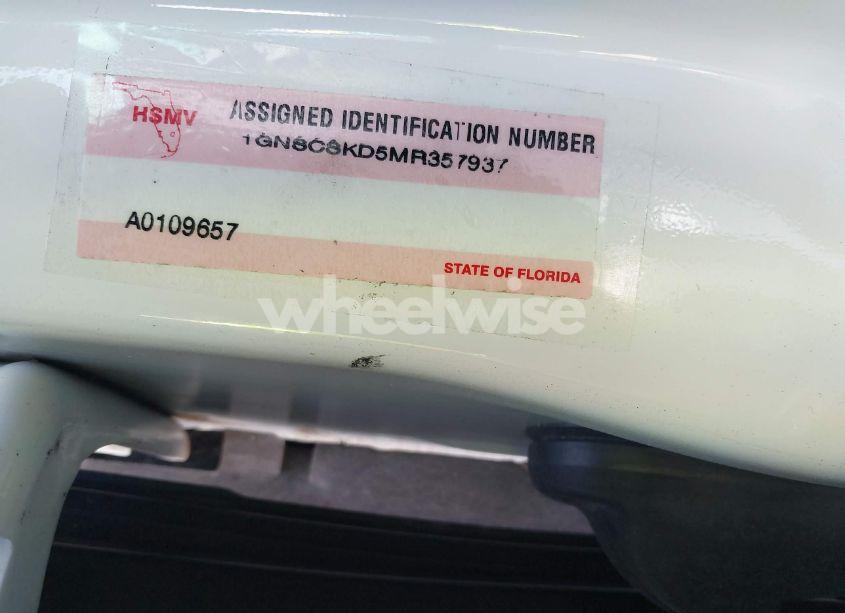 HSMV
ASSIGNED IDENTIFICATION NUMBER
1GNSCSKD5MR357937
A0109657
STATE OF FLORIDA
wheelwise